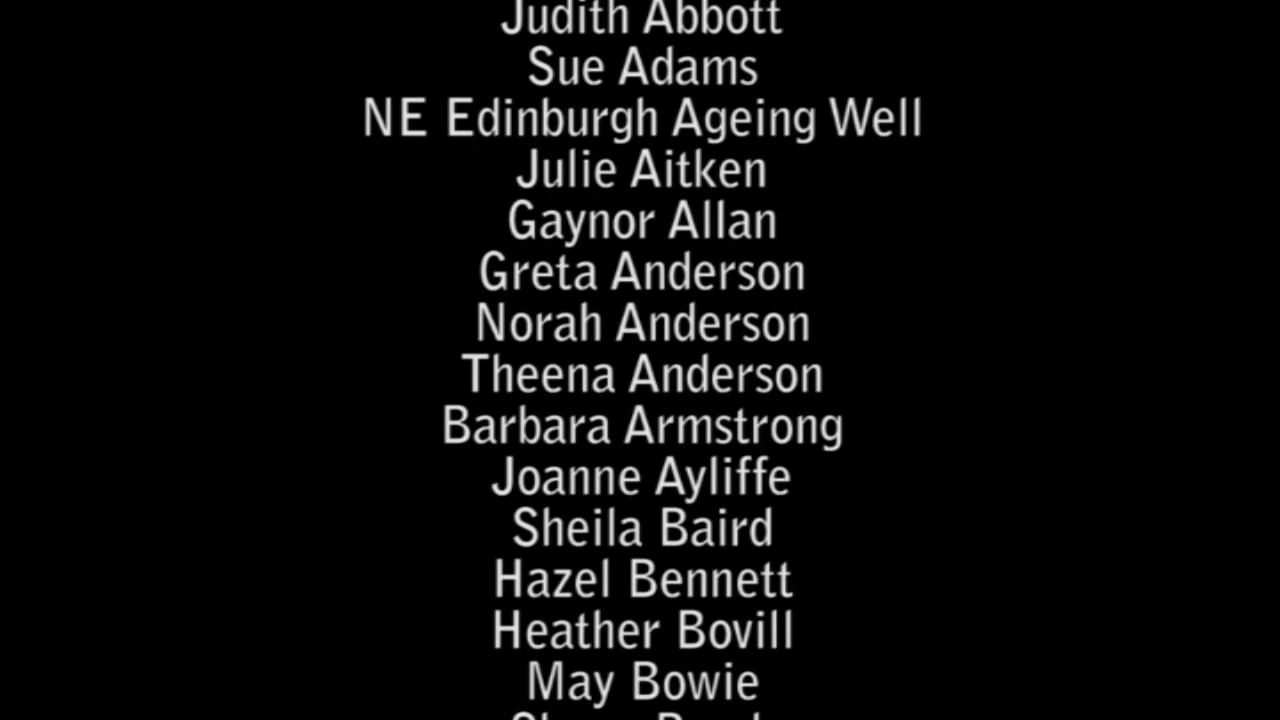 Judith Abbott
Sue Adams
NE Edinburgh Ageing Well
Julie Aitken
Gaynor Allan
Greta Anderson
Norah Anderson
Theena Anderson
Barbara Armstrong
Joanne Ayliffe
Sheila Baird
Hazel Bennett
Heather Bovill
May Bowie